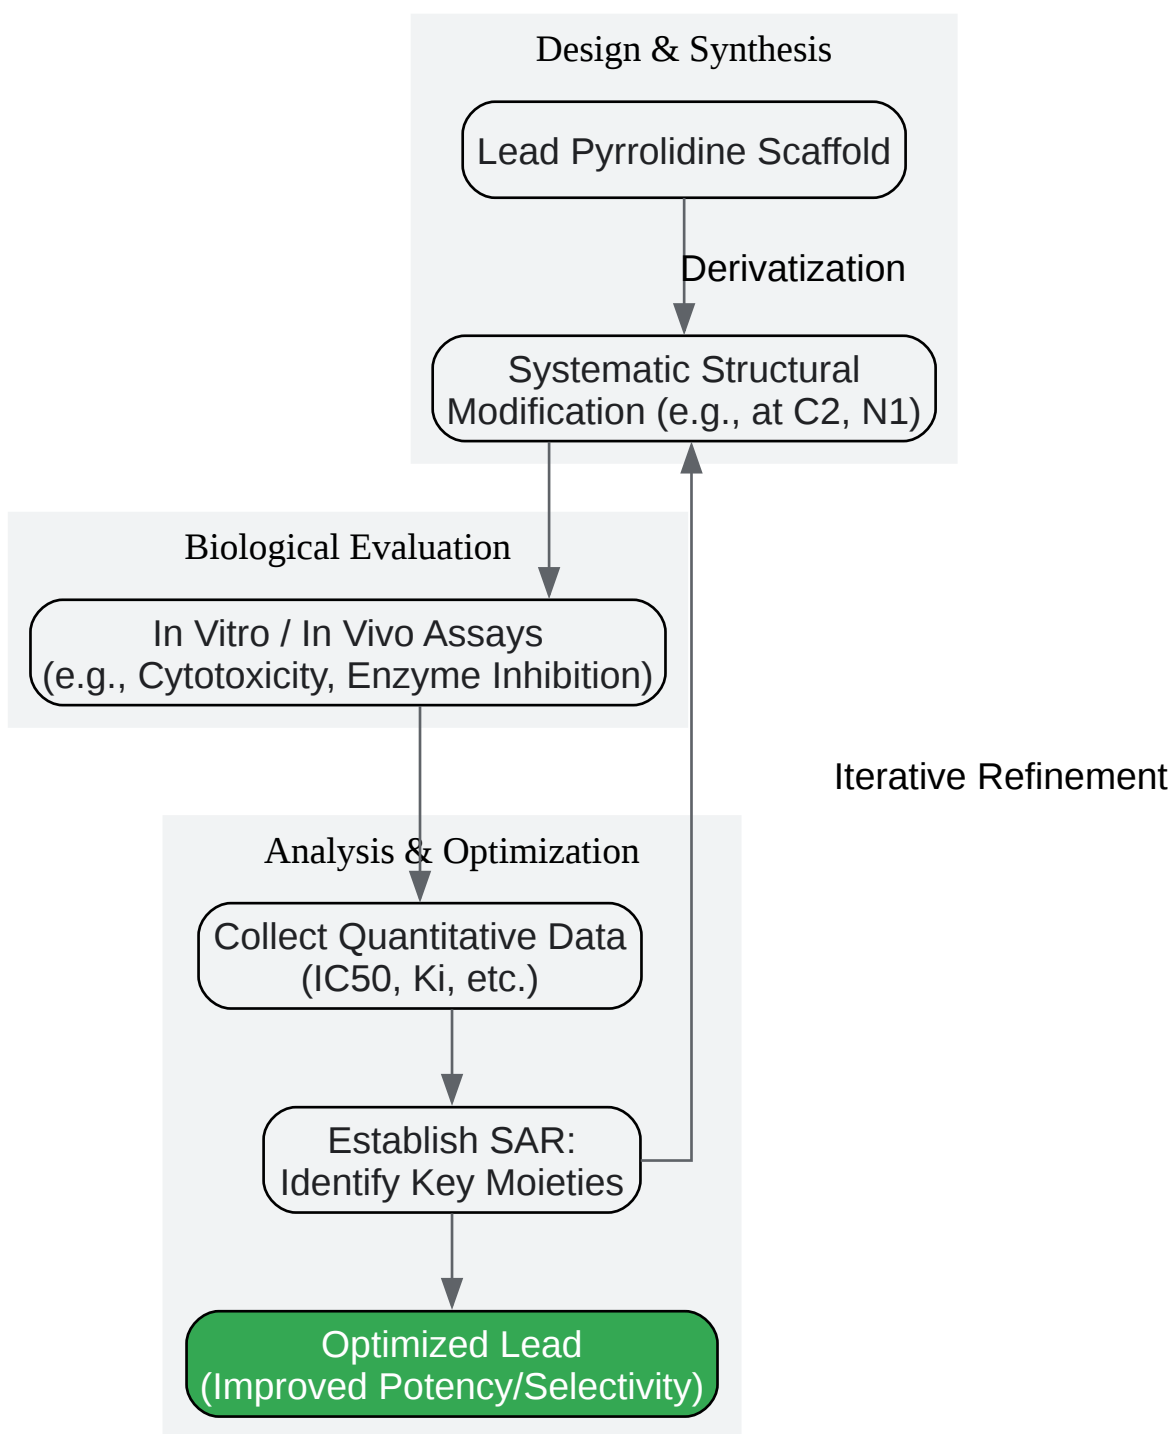 Design & Synthesis
Lead Pyrrolidine Scaffold
Derivatization
Systematic Structural
Modification (e.g., at C2, N1)
Biological Evaluation
In Vitro / In Vivo Assays
(e.g., Cytotoxicity, Enzyme Inhibition)
Iterative Refinement
Analysis & Optimization
Collect Quantitative Data
(IC50, Ki, etc.)
Establish SAR:
Identify Key Moieties
Optimized Lead
(Improved Potency/Selectivity)